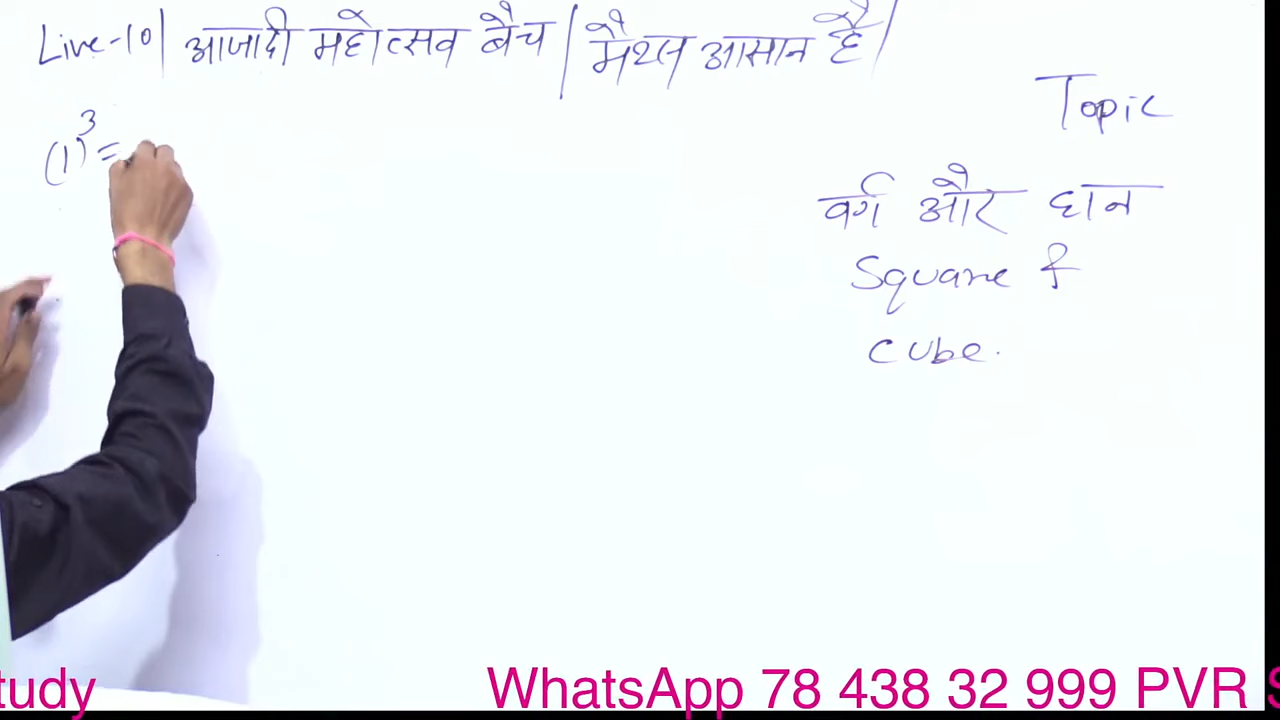 Live-10 | आजादी महोत्सव बैच / मैथ्स आसान है /
Topic
(1)³ =
वर्ग और घन
Square &
Cube.
tudy WhatsApp 78 438 32 999 PVR S